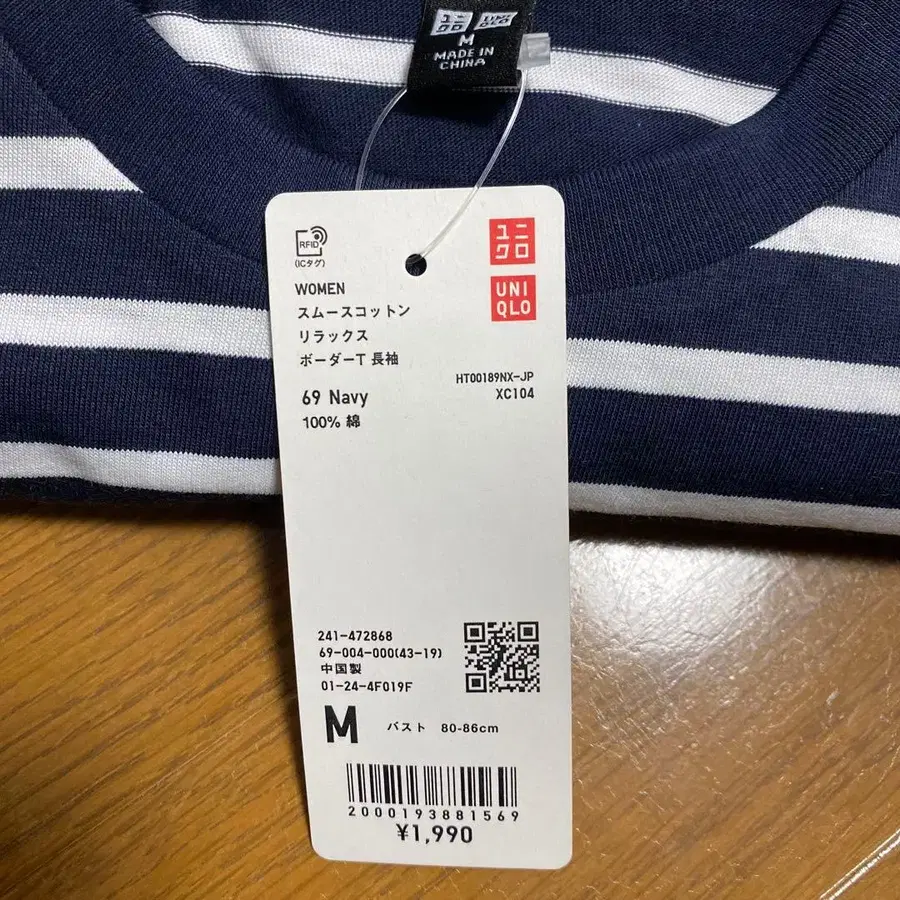 ユニクロ
UNIQLO
M
MADE IN
CHINA
RFID
(ICタグ)
ユニクロ
UNIQLO
WOMEN
スムースコットン
リラックス
ボーダーT 長袖
HT00189NX-JP
XC104
69 Navy
100% 綿
241-472868
69-004-000(43-19)
中国製
01-24-4F019F
M バスト 80-86cm
2000193881569
¥1,990